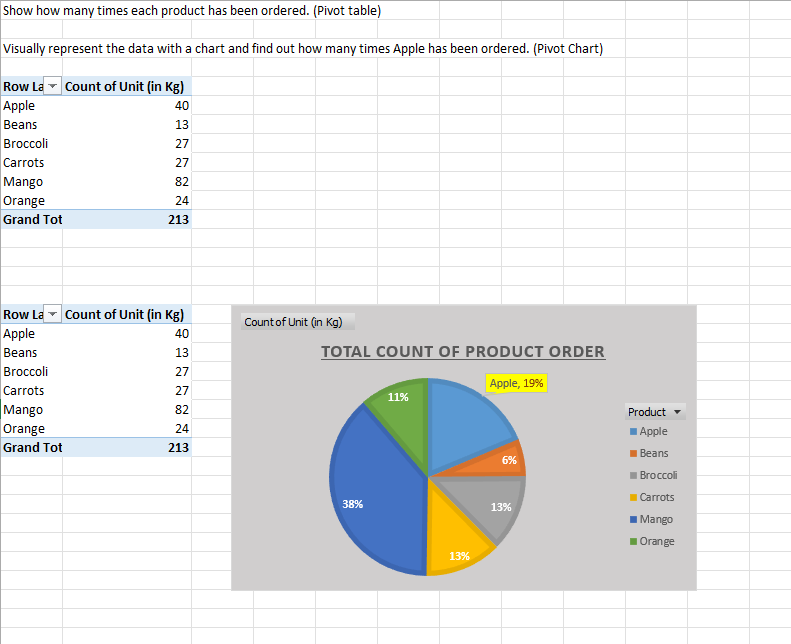 Show how many times each product has been ordered. (Pivot table)
Visually represent the data with a chart and find out how many times Apple has been ordered. (Pivot Chart)
Row La Count of Unit (in Kg)
Apple 40
Beans 13
Broccoli 27
Carrots 27
Mango 82
Orange 24
Grand Tot 213
Row La Count of Unit (in Kg)
Apple 40
Beans 13
Broccoli 27
Carrots 27
Mango 82
Orange 24
Grand Tot 213
Count of Unit (in Kg)
TOTAL COUNT OF PRODUCT ORDER
Apple, 19%
11%
6%
38%
13%
13%
Product
Apple
Beans
Broccoli
Carrots
Mango
Orange